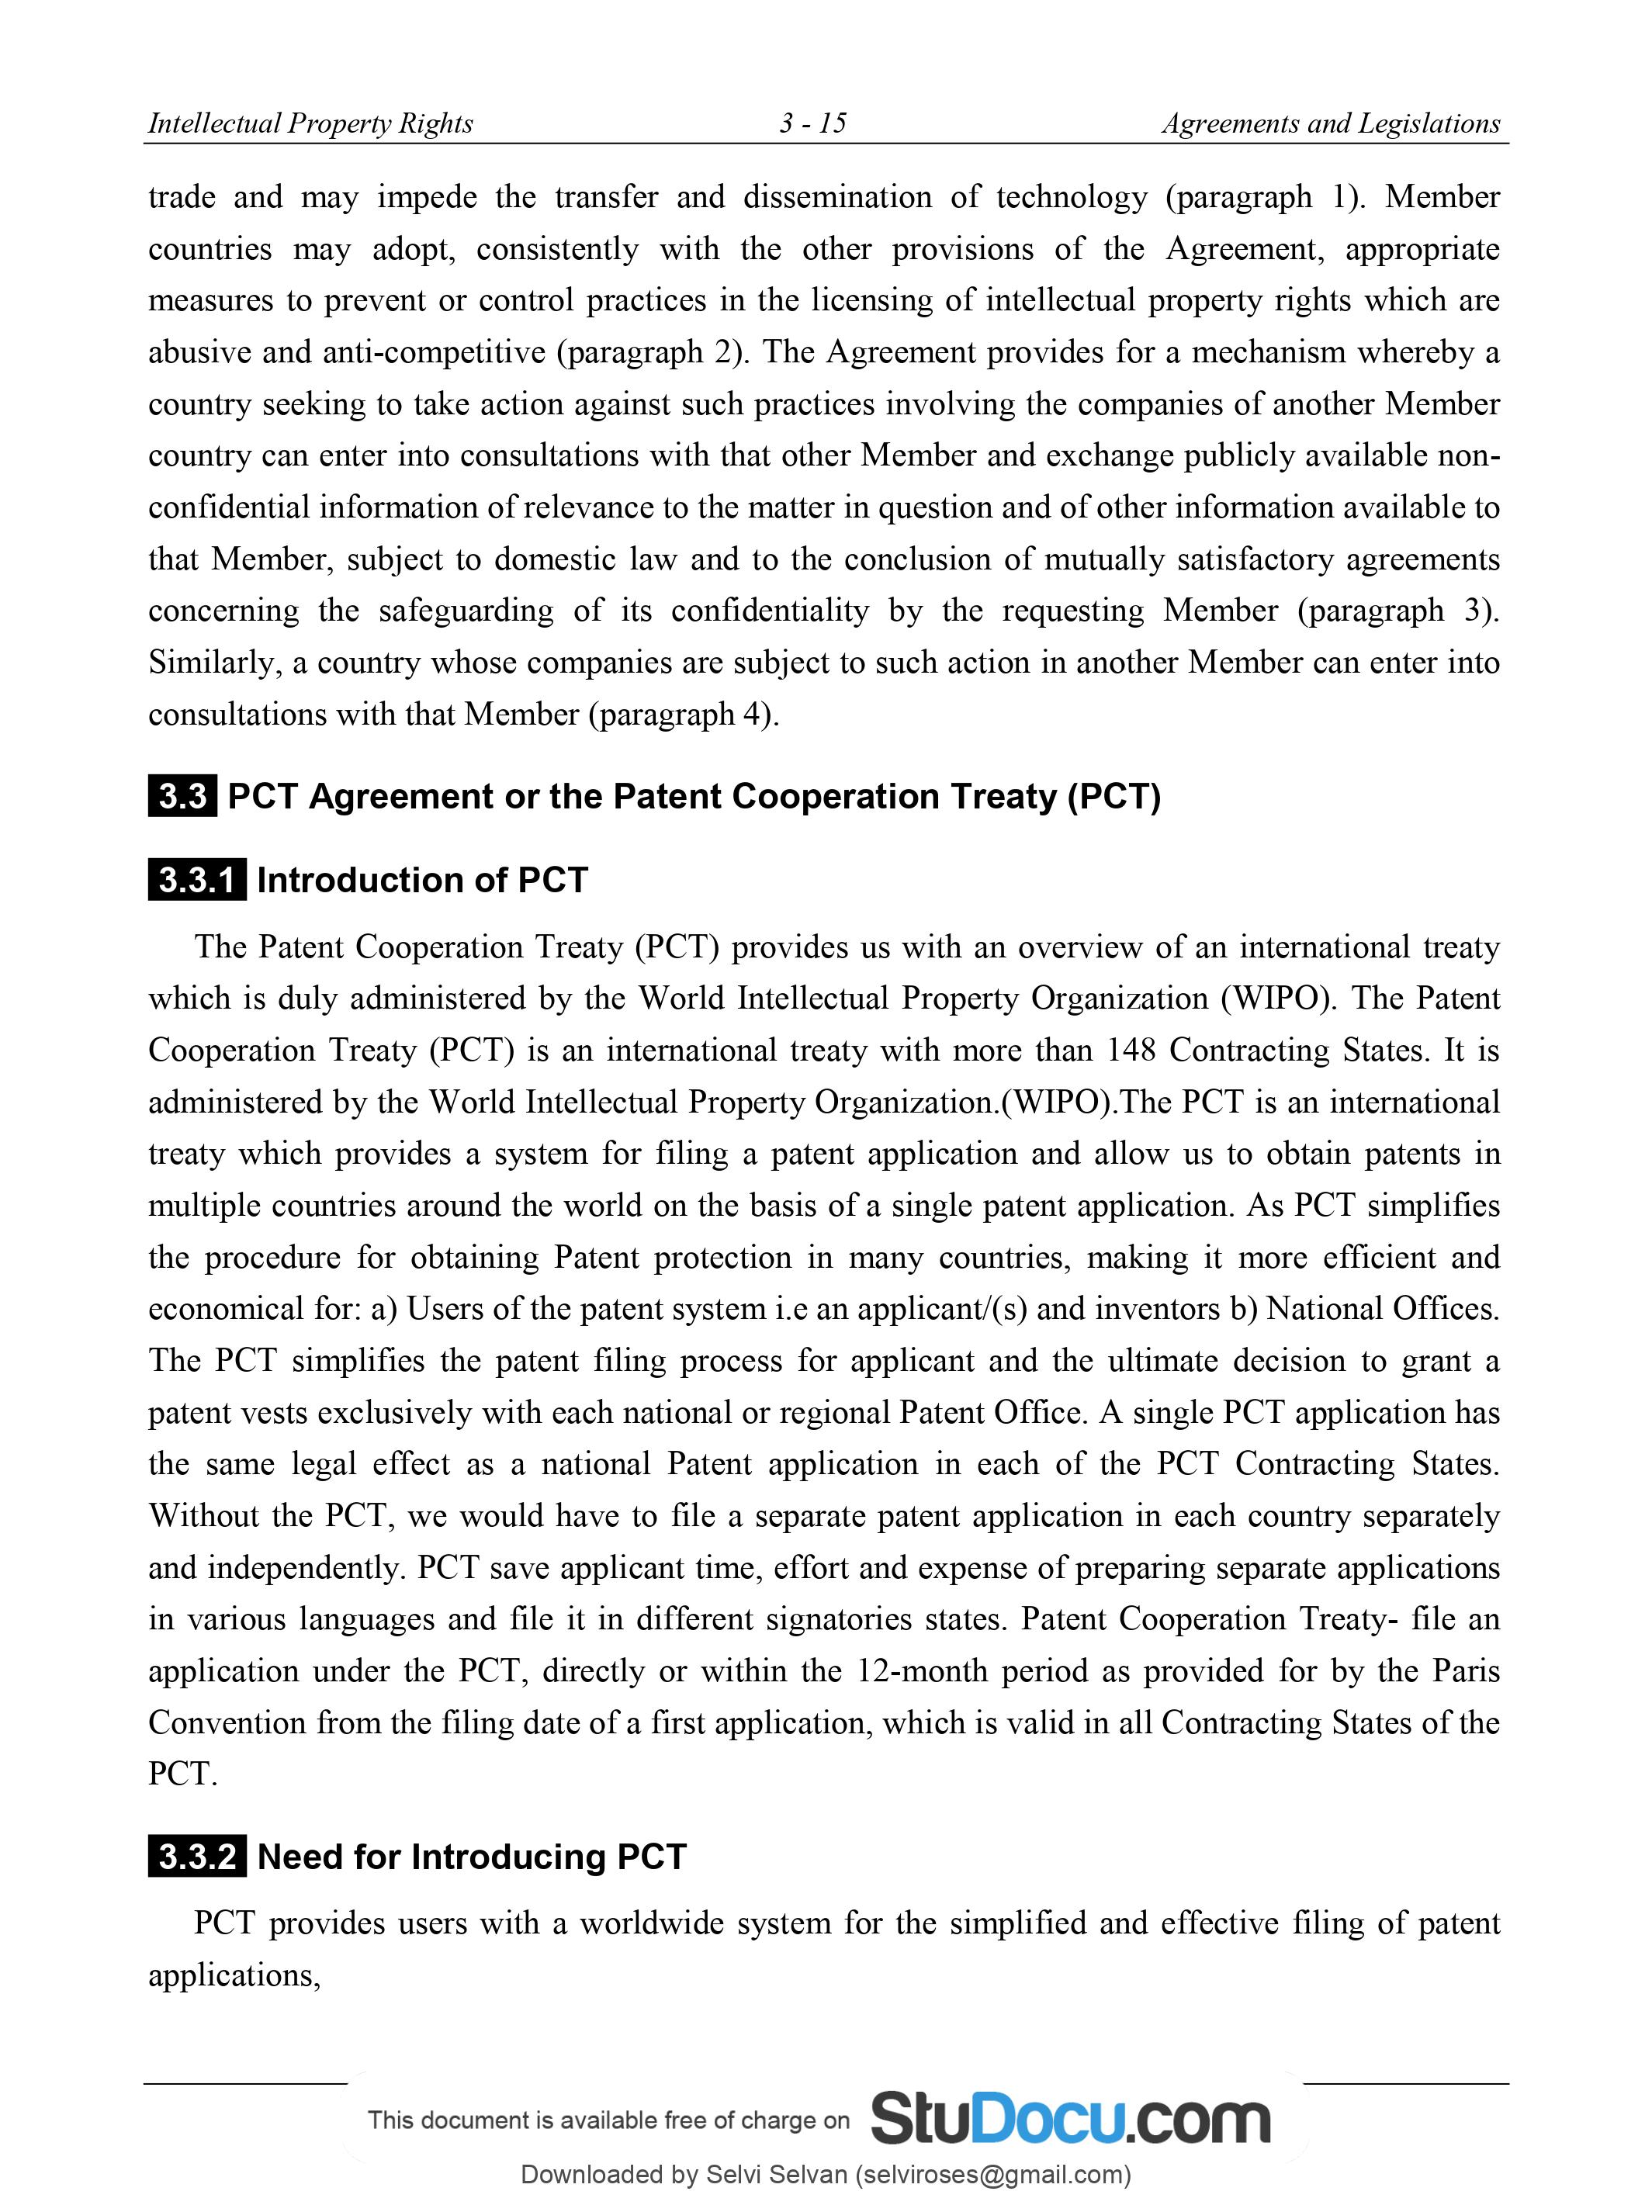 Intellectual Property Rights 3 - 15 Agreements and Legislations
trade and may impede the transfer and dissemination of technology (paragraph 1). Member
countries may adopt, consistently with the other provisions of the Agreement, appropriate
measures to prevent or control practices in the licensing of intellectual property rights which are
abusive and anti-competitive (paragraph 2). The Agreement provides for a mechanism whereby a
country seeking to take action against such practices involving the companies of another Member
country can enter into consultations with that other Member and exchange publicly available non-
confidential information of relevance to the matter in question and of other information available to
that Member, subject to domestic law and to the conclusion of mutually satisfactory agreements
concerning the safeguarding of its confidentiality by the requesting Member (paragraph 3).
Similarly, a country whose companies are subject to such action in another Member can enter into
consultations with that Member (paragraph 4).
3.3 PCT Agreement or the Patent Cooperation Treaty (PCT)
3.3.1 Introduction of PCT
The Patent Cooperation Treaty (PCT) provides us with an overview of an international treaty
which is duly administered by the World Intellectual Property Organization (WIPO). The Patent
Cooperation Treaty (PCT) is an international treaty with more than 148 Contracting States. It is
administered by the World Intellectual Property Organization.(WIPO).The PCT is an international
treaty which provides a system for filing a patent application and allow us to obtain patents in
multiple countries around the world on the basis of a single patent application. As PCT simplifies
the procedure for obtaining Patent protection in many countries, making it more efficient and
economical for: a) Users of the patent system i.e an applicant/(s) and inventors b) National Offices.
The PCT simplifies the patent filing process for applicant and the ultimate decision to grant a
patent vests exclusively with each national or regional Patent Office. A single PCT application has
the same legal effect as a national Patent application in each of the PCT Contracting States.
Without the PCT, we would have to file a separate patent application in each country separately
and independently. PCT save applicant time, effort and expense of preparing separate applications
in various languages and file it in different signatories states. Patent Cooperation Treaty- file an
application under the PCT, directly or within the 12-month period as provided for by the Paris
Convention from the filing date of a first application, which is valid in all Contracting States of the
PCT.
3.3.2 Need for Introducing PCT
PCT provides users with a worldwide system for the simplified and effective filing of patent
applications,
This document is available free of charge on StuDocu.com
Downloaded by Selvi Selvan (selviroses@gmail.com)